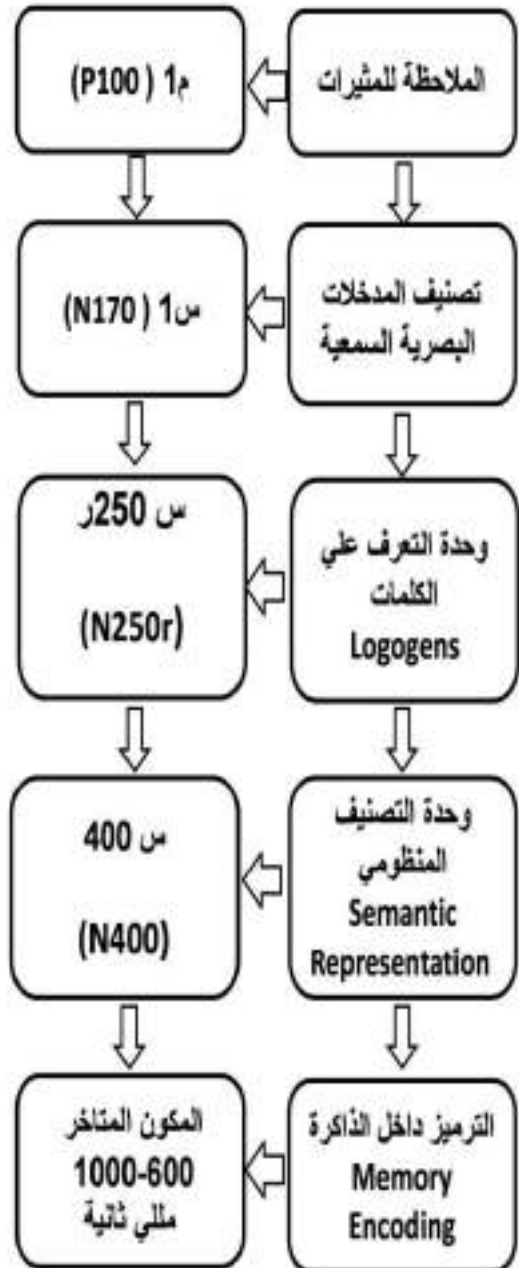 الملاحظة للمثيرات
م1 (P100)
تصنيف المدخلات
البصرية السمعية
س1 (N170)
وحدة التعرف علي
الكلمات
Logogens
س 250ر
(N250r)
وحدة التصنيف
المنظومي
Semantic
Representation
س 400
(N400)
الترميز داخل الذاكرة
Memory
Encoding
المكون المتاخر
1000-600
مللي ثانية